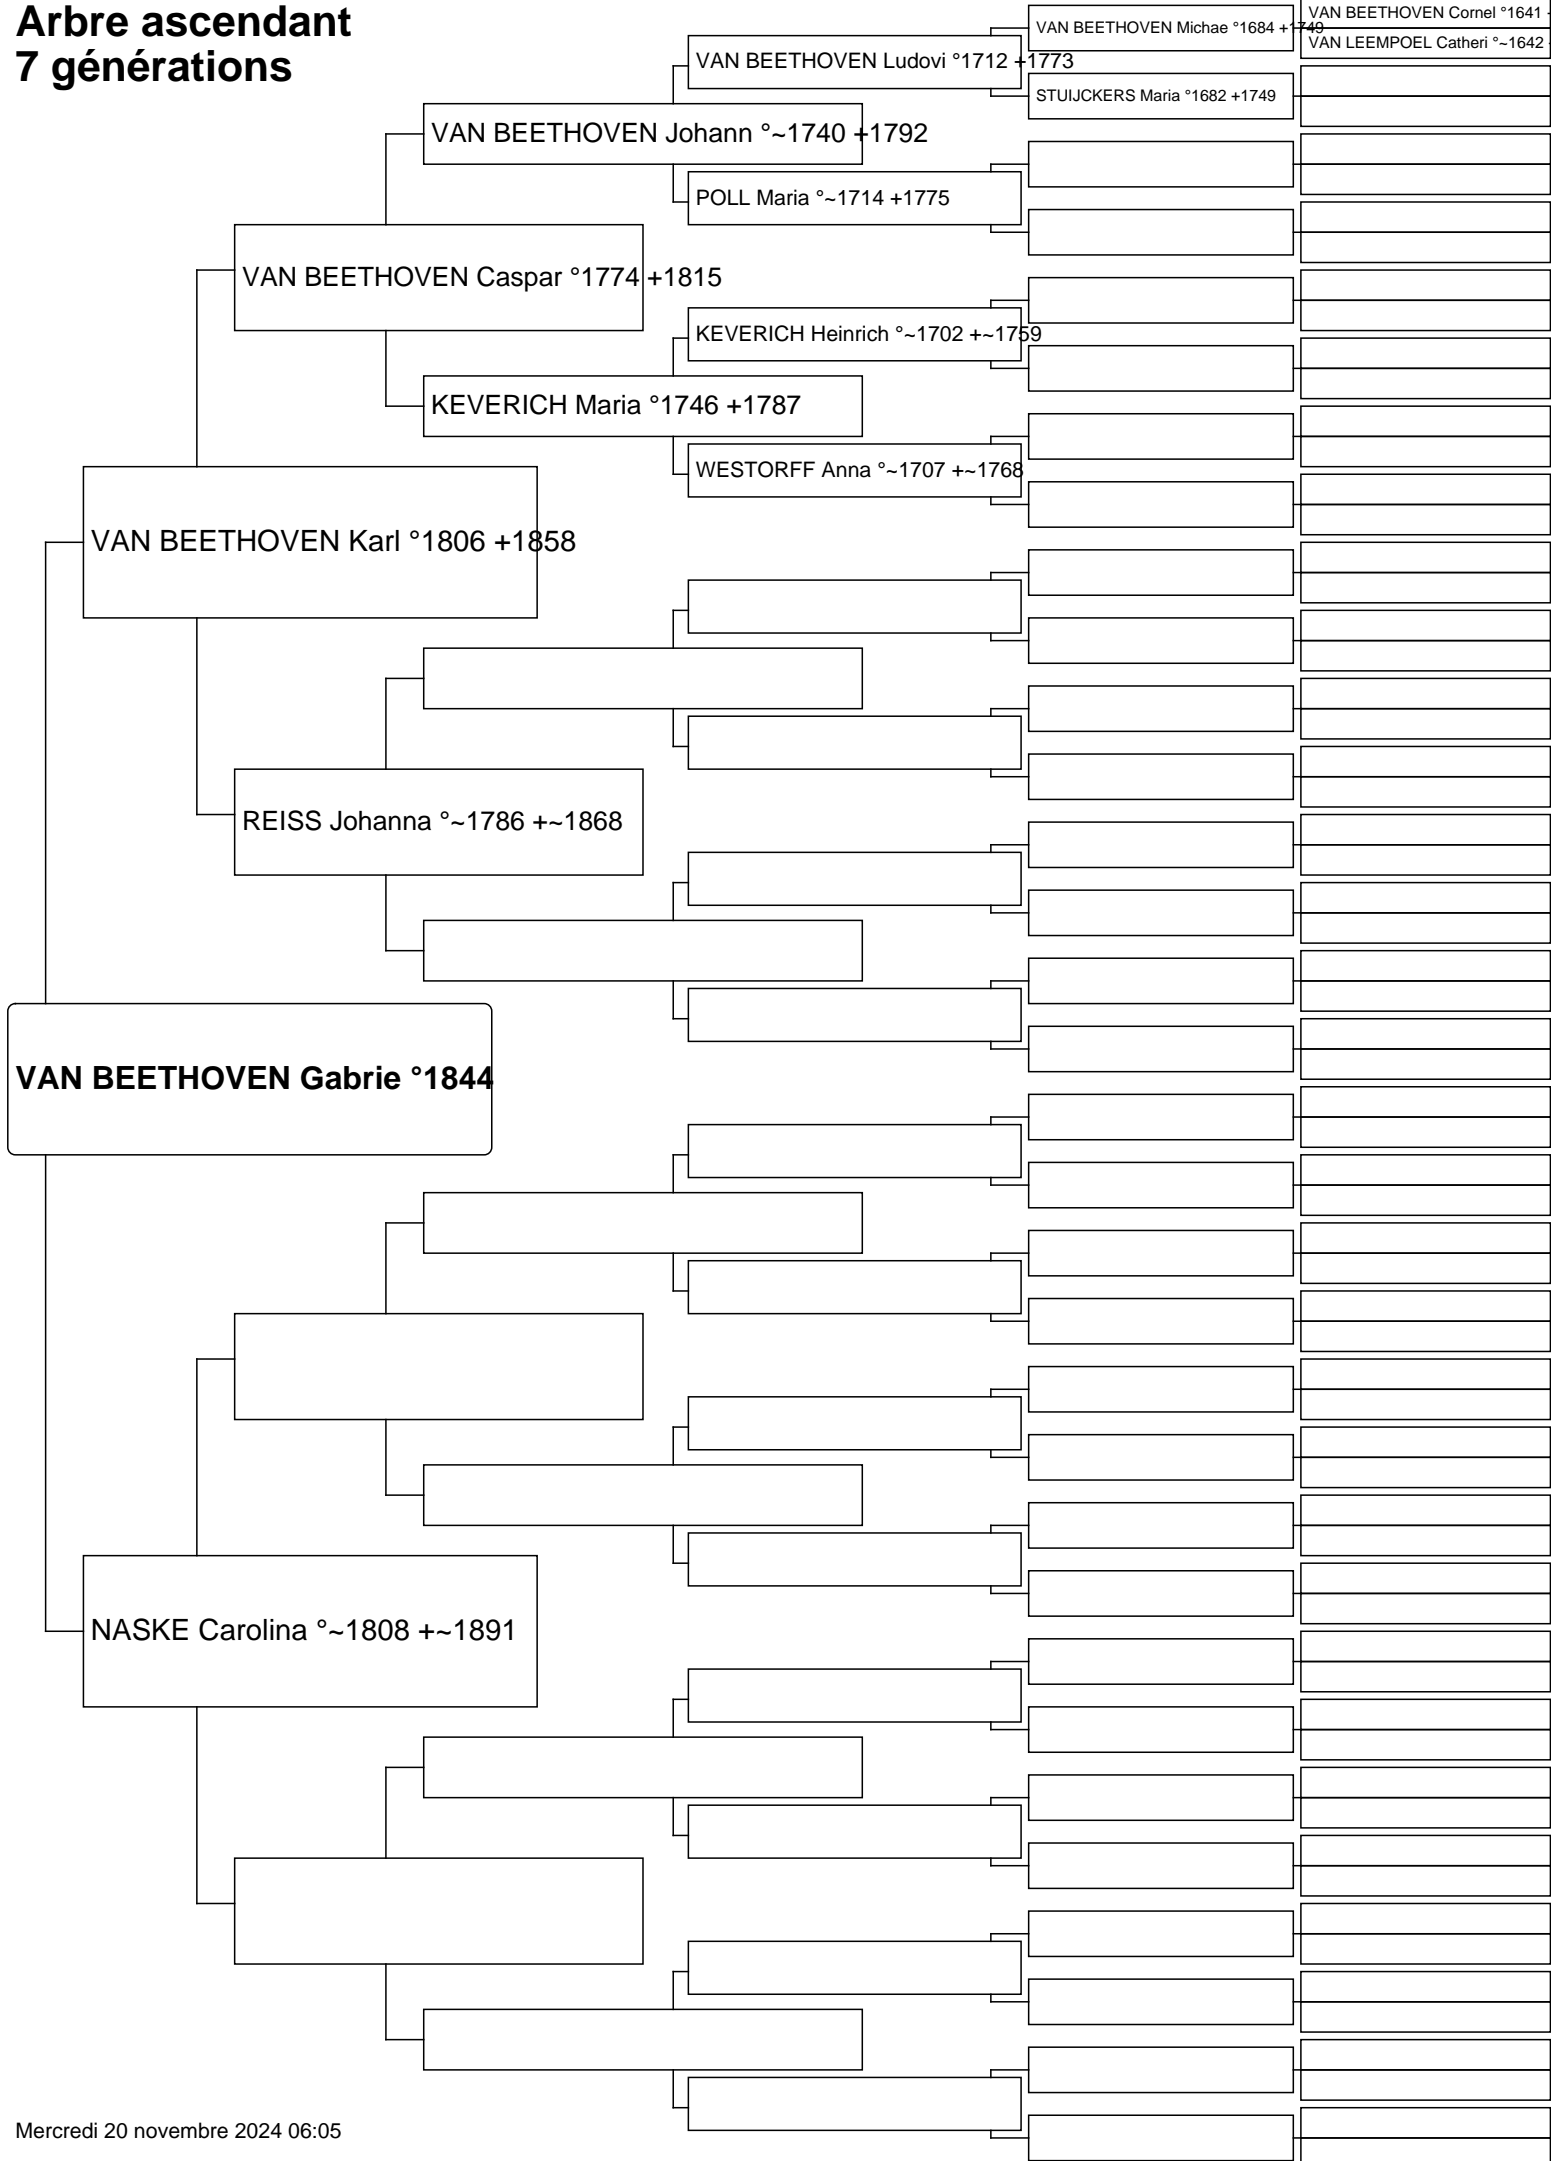 Arbre ascendant
7 générations
VAN BEETHOVEN Cornel °1641 -
VAN BEETHOVEN Michae °1684 +1749
VAN LEEMPOEL Catheri °~1642
VAN BEETHOVEN Ludovi °1712 +1773
STUIJCKERS Maria °1682 +1749
VAN BEETHOVEN Johann °~1740 +1792
POLL Maria °~1714 +1775
VAN BEETHOVEN Caspar °1774 +1815
KEVERICH Heinrich °~1702 +~1759
KEVERICH Maria °1746 +1787
WESTORFF Anna °~1707 +~1768
VAN BEETHOVEN Karl °1806 +1858
REISS Johanna °~1786 +~1868
VAN BEETHOVEN Gabrie °1844
NASKE Carolina °~1808 +~1891
Mercredi 20 novembre 2024 06:05